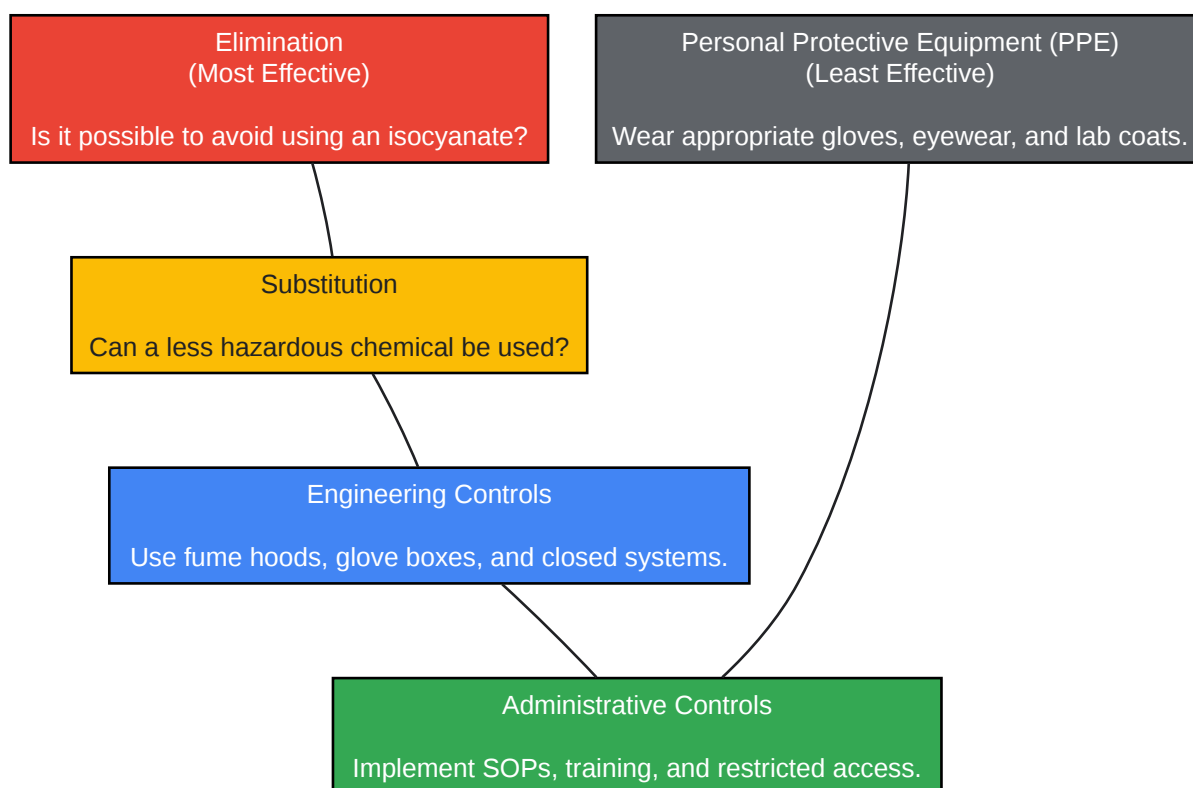 Elimination
(Most Effective)
Is it possible to avoid using an isocyanate?
Personal Protective Equipment (PPE)
(Least Effective)
Wear appropriate gloves, eyewear, and lab coats.
Substitution
Can a less hazardous chemical be used?
Engineering Controls
Use fume hoods, glove boxes, and closed systems.
Administrative Controls
Implement SOPs, training, and restricted access.